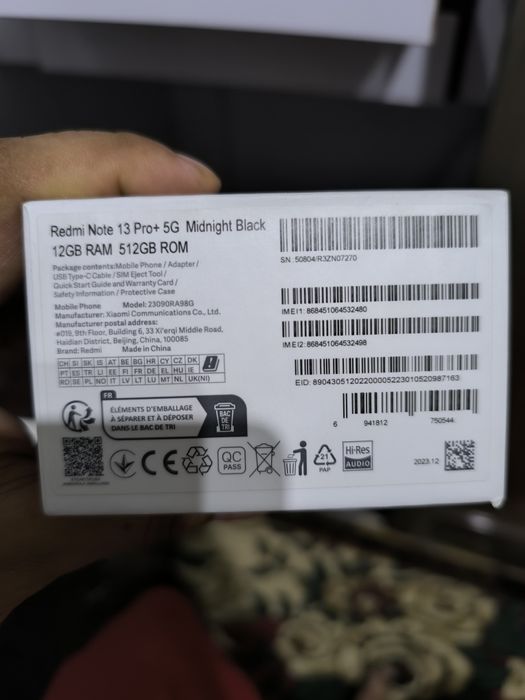 Redmi Note 13 Pro+ 5G Midnight Black
12GB RAM 512GB ROM
Package contents:Mobile Phone / Adapter/
USB Type-C Cable / SIM Eject Tool /
Quick Start Guide and Warranty Card /
Safety Information / Protective Case
Mobile Phone Model: 23090RA98G
Manufacturer: Xiaomi Communications Co., Ltd.
Manufacturer postal address:
#019, 9th Floor, Building 6, 33 Xi'erqi Middle Road,
Haidian District, Beijing, China, 100085
Brand: Redmi Made in China
CH SI SK IS AT BE BG HR CY CZ DK
PT ES TR LI EE FI FR DE EL HU IE
RO SE PL NO IT LV LT LU MT NL UK(NI)
FR
ÉLÉMENTS D'EMBALLAGE
À SÉPARER ET À DÉPOSER
DANS LE BAC DE TRI
BAC
DE
TRI
CE
QC
PASS
21
PAP
Hi-Res
AUDIO
SN: 50804/R3ZN07270
IMEI1: 868451064532480
IMEI2: 868451064532498
EID: 89043051202200005223010520987163
6 941812 750544
2023.12